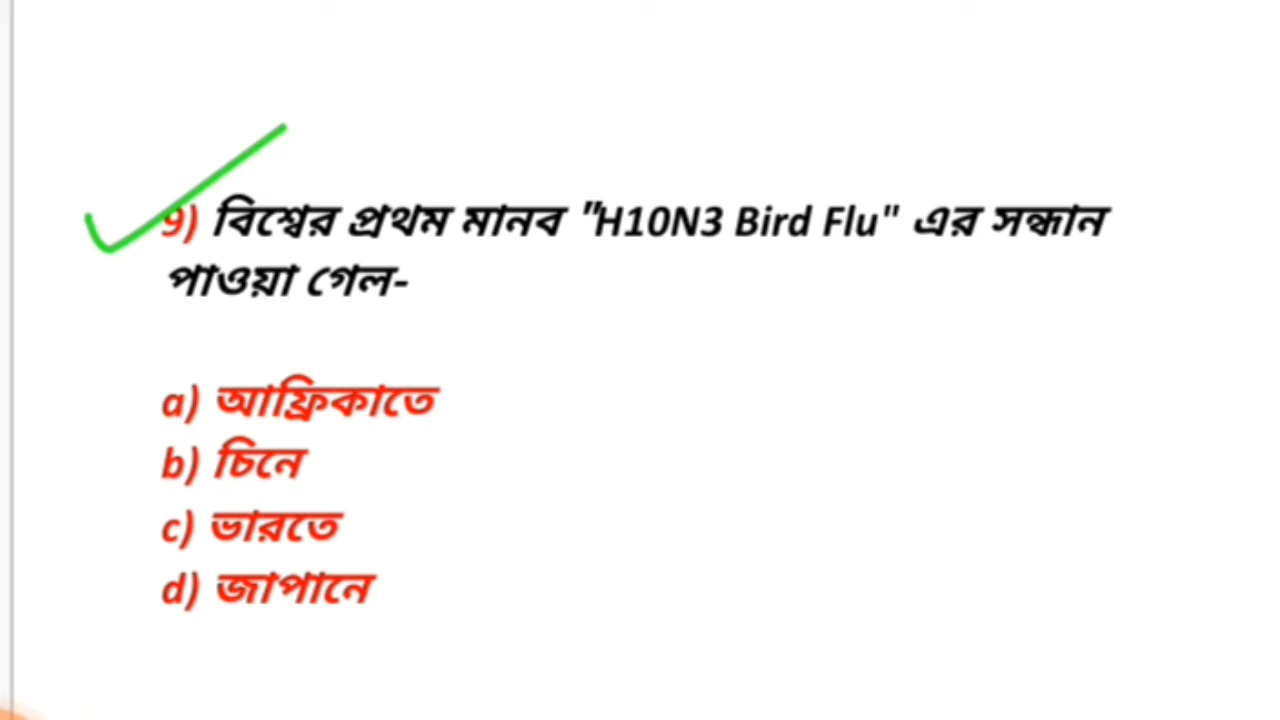 9) বিশ্বের প্রথম মানব "H10N3 Bird Flu" এর সন্ধান
পাওয়া গেল-
a) আফ্রিকাতে
b) চিনে
c) ভারতে
d) জাপানে